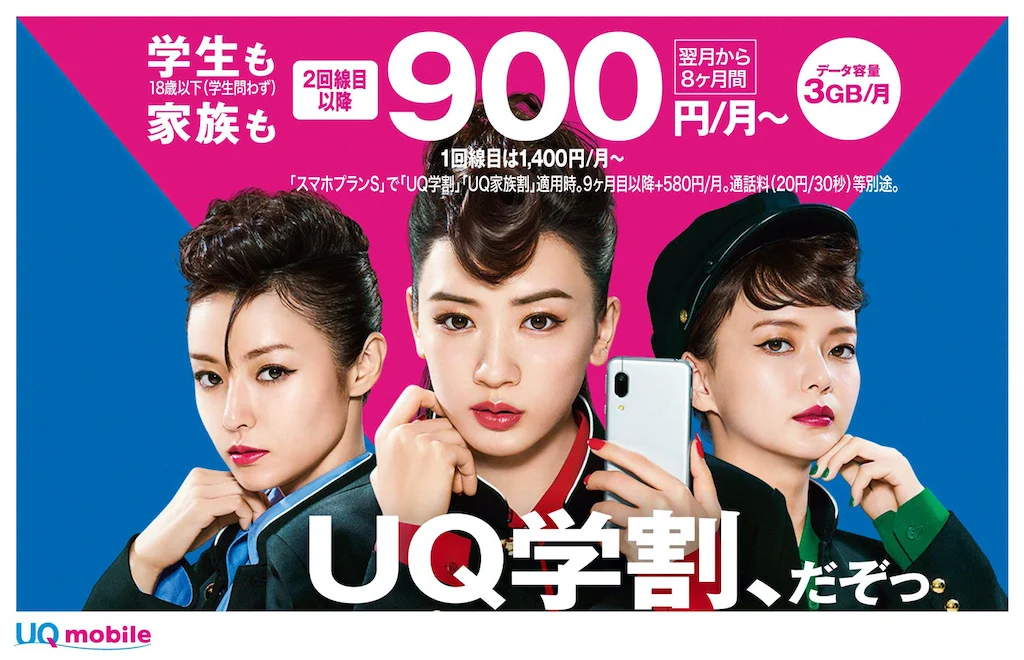 学生も
18歳以下(学生問わず)
家族も
2回線目
以降
900
翌月から
8ヶ月間
円/月〜
データ容量
3GB/月
1回線目は1,400円/月〜
「スマホプランS」で「UQ学割」「UQ家族割」適用時。9ヶ月目以降+580円/月。通話料(20円/30秒)等別途。
UQ学割、だぞっ
UQ mobile